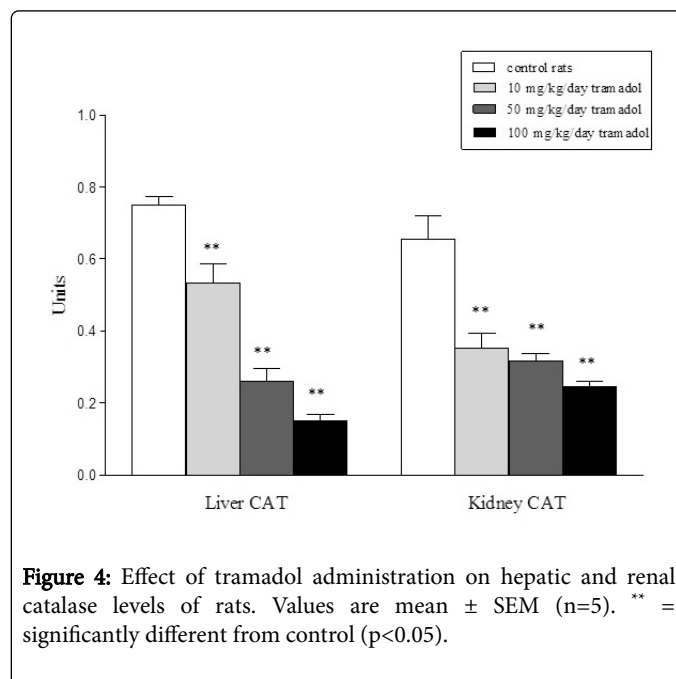 control rats
10 mg/kg/day tramadol
50 mg/kg/day tramadol
100 mg/kg/day tramadol
1.0
0.8
0.6
0.4
0.2
0.0
Units
**
**
**
**
**
**
Liver CAT
Kidney CAT
Figure 4: Effect of tramadol administration on hepatic and renal
catalase levels of rats. Values are mean ± SEM (n=5). ** =
significantly different from control (p<0.05).